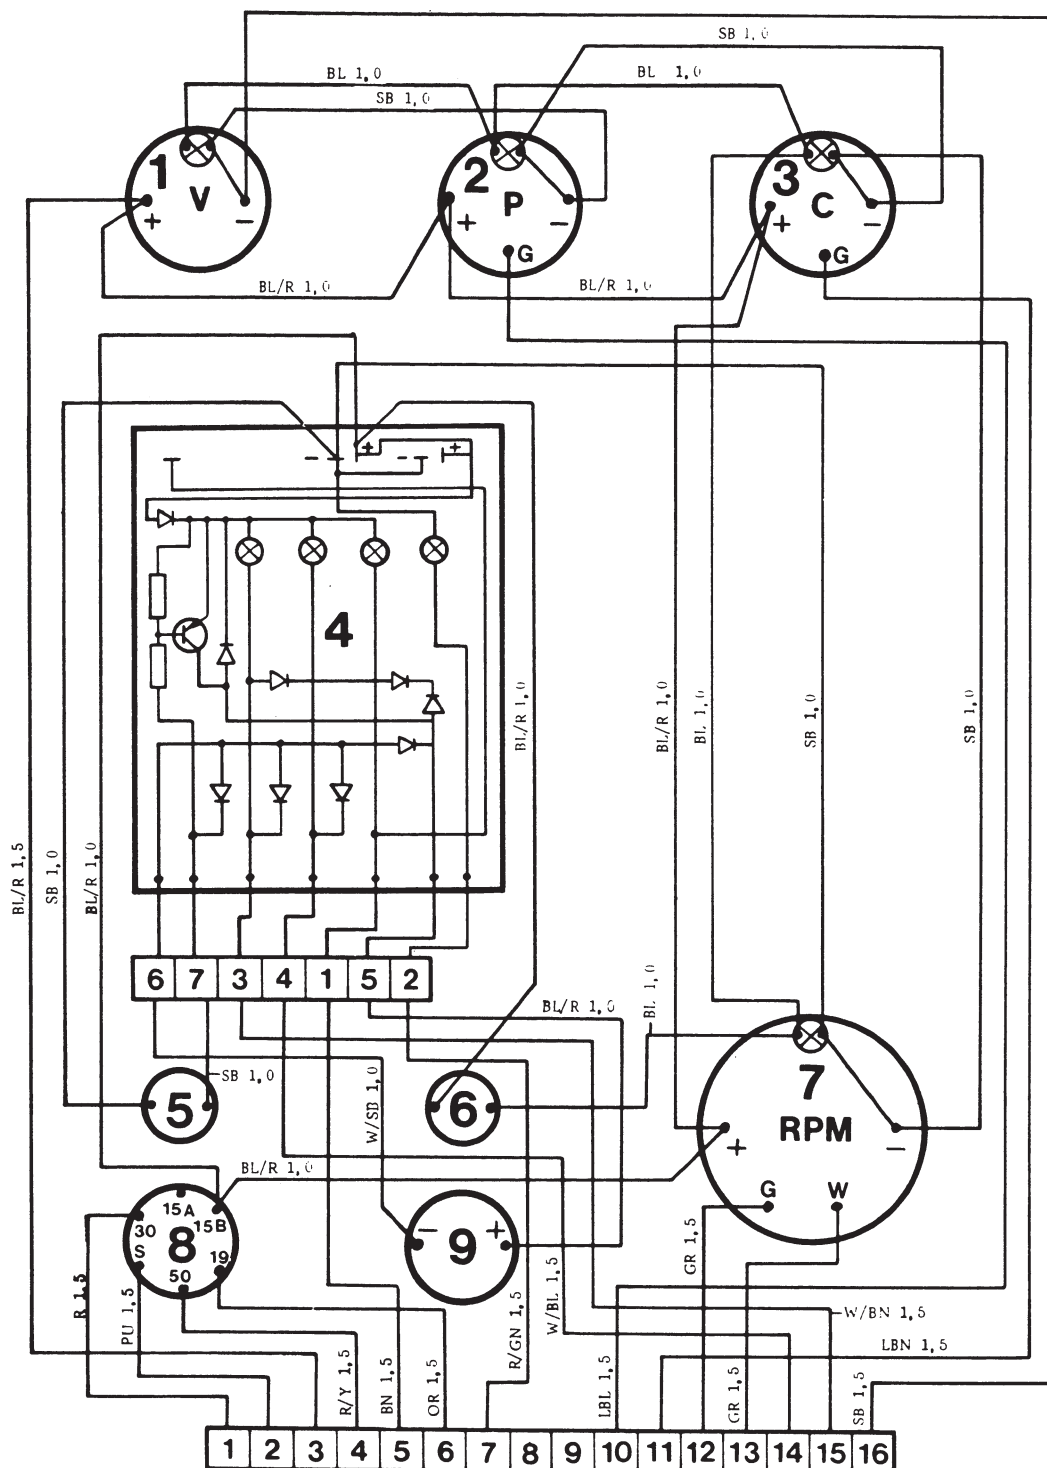 SB 1,0
BL 1,0
BL 1,0
SB 1,0
1
2
3
V
P
C
+
−
+
−
+
−
G
G
BL/R 1,0
BL/R 1,0
−
+
−
+
4
BL/R 1,0
BL/R 1,0
BL 1,0
SB 1,0
SB 1,0
BL/R 1,5
SB 1,0
BL/R 1,0
6 7 3 4 1 5 2
BL/R 1,0
BL 1,0
SB 1,0
W/SB 1,0
5
6
7
RPM
+
−
G
W
BL/R 1,0
15A
15B
30
8
S
19
50
−
9
+
R 1,5
PU 1,5
R/Y 1,5
BN 1,5
OR 1,5
R/GN 1,5
W/BL 1,5
LBL 1,5
GR 1,5
GR 1,5
W/BN 1,5
LBN 1,5
SB 1,5
1 2 3 4 5 6 7 8 9 10 11 12 13 14 15 16